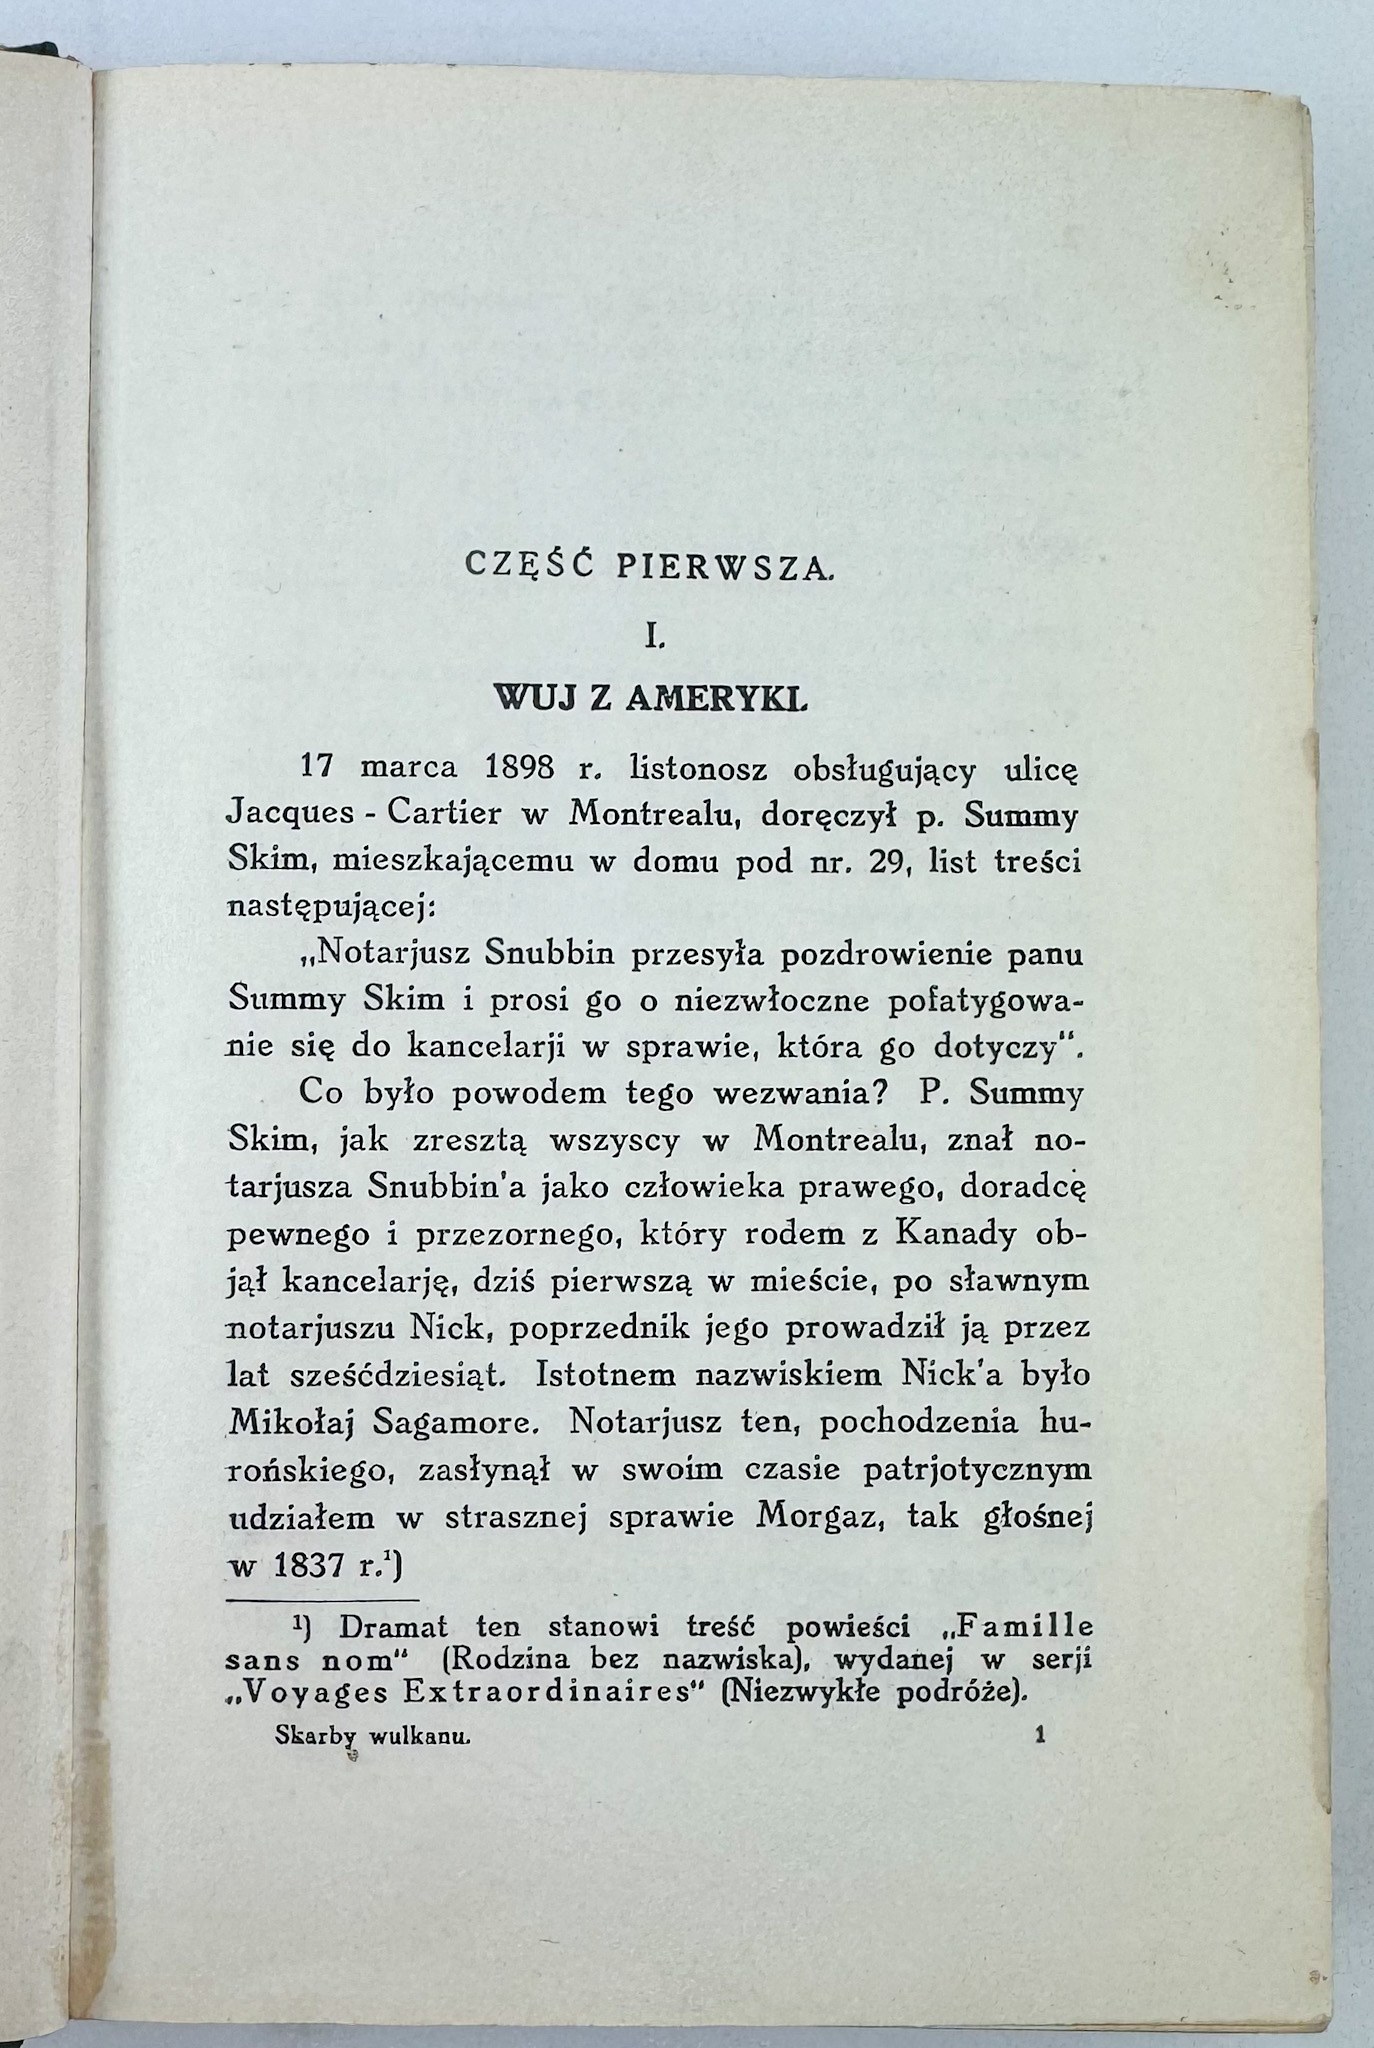 CZĘŚĆ PIERWSZA.
I.
WUJ Z AMERYKI.
17 marca 1898 r. listonosz obsługujący ulicę
Jacques - Cartier w Montrealu, doręczył p. Summy
Skim, mieszkającemu w domu pod nr. 29, list treści
następującej:
„Notarjusz Snubbin przesyła pozdrowienie panu
Summy Skim i prosi go o niezwłoczne pofatygowa-
nie się do kancelarji w sprawie, która go dotyczy“.
Co było powodem tego wezwania? P. Summy
Skim, jak zresztą wszyscy w Montrealu, znał no-
tarjusza Snubbin'a jako człowieka prawego, doradcę
pewnego i przezornego, który rodem z Kanady ob-
jął kancelarję, dziś pierwszą w mieście, po sławnym
notarjuszu Nick, poprzednik jego prowadził ją przez
lat sześćdziesiąt. Istotnem nazwiskiem Nick'a było
Mikołaj Sagamore. Notarjusz ten, pochodzenia hu-
rońskiego, zasłynął w swoim czasie patrjotycznym
udziałem w strasznej sprawie Morgaz, tak głośnej
w 1837 r.¹)
¹) Dramat ten stanowi treść powieści „Famille
sans nom“ (Rodzina bez nazwiska), wydanej w serji
„Voyages Extraordinaires“ (Niezwykłe podróże).
Skarby wulkanu. 1